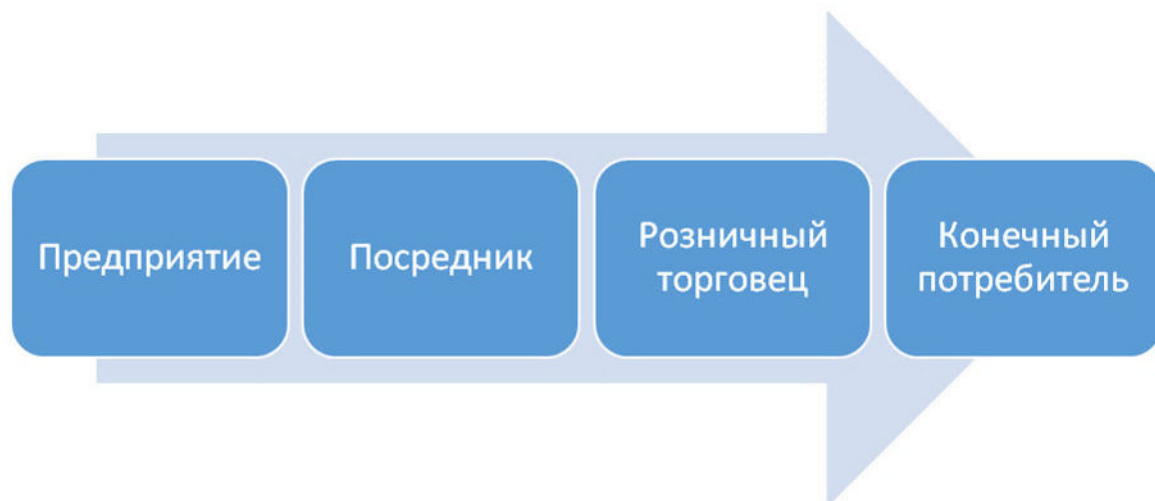 Предприятие
Посредник
Розничный
торговец
Конечный
потребитель